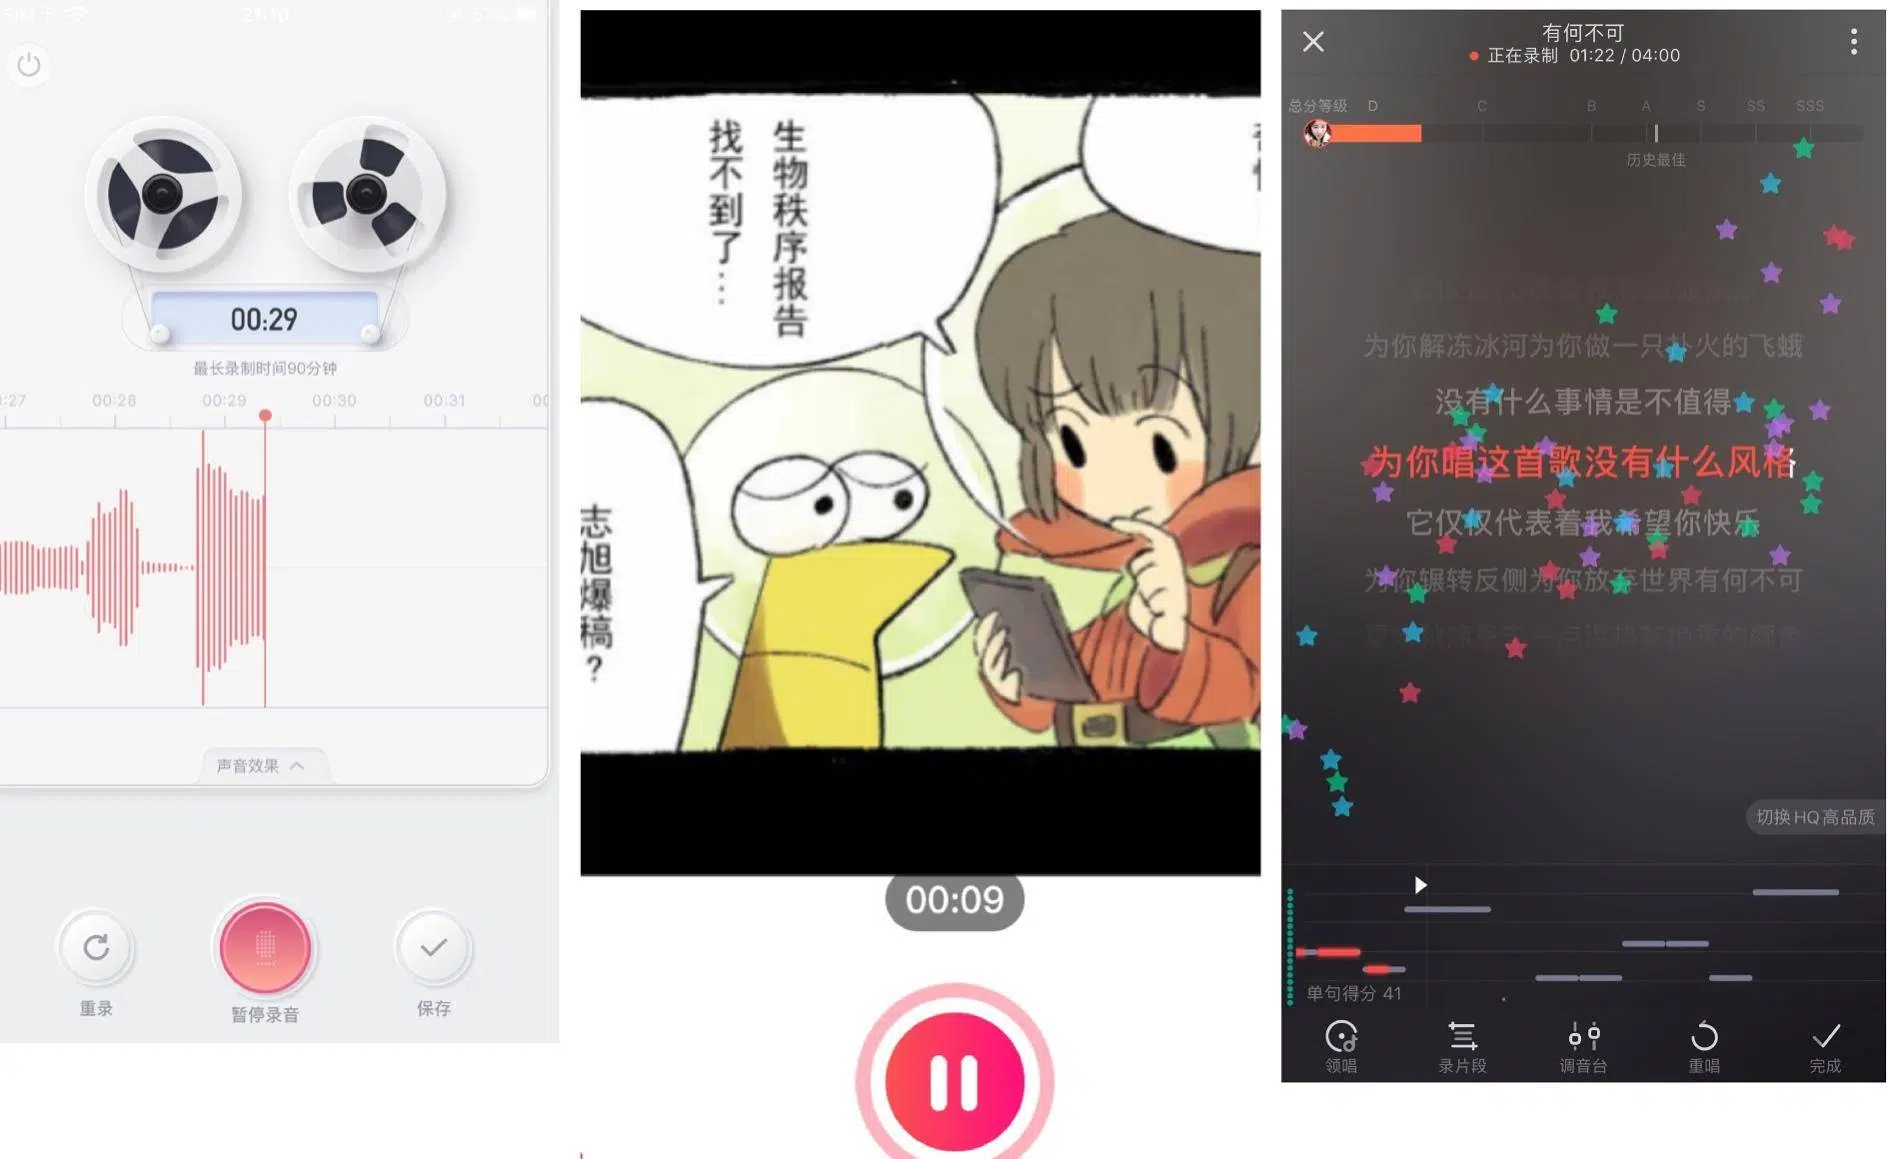 21:10
00:29
最长录制时间90分钟
:27
00:28
00:29
00:30
00:31
声音效果
重录
暂停录音
保存
生物秩序报告
找不到了…
志旭爆稿？
00:09
有何不可
正在录制 01:22 / 04:00
总分等级 D C B A S SS SSS
历史最佳
为你解冻冰河为你做一只扑火的飞蛾
没有什么事情是不值得
为你唱这首歌没有什么风格
它仅仅代表着我希望你快乐
为你辗转反侧为你放弃世界有何不可
切换HQ高品质
单句得分 41
领唱
录片段
调音台
重唱
完成